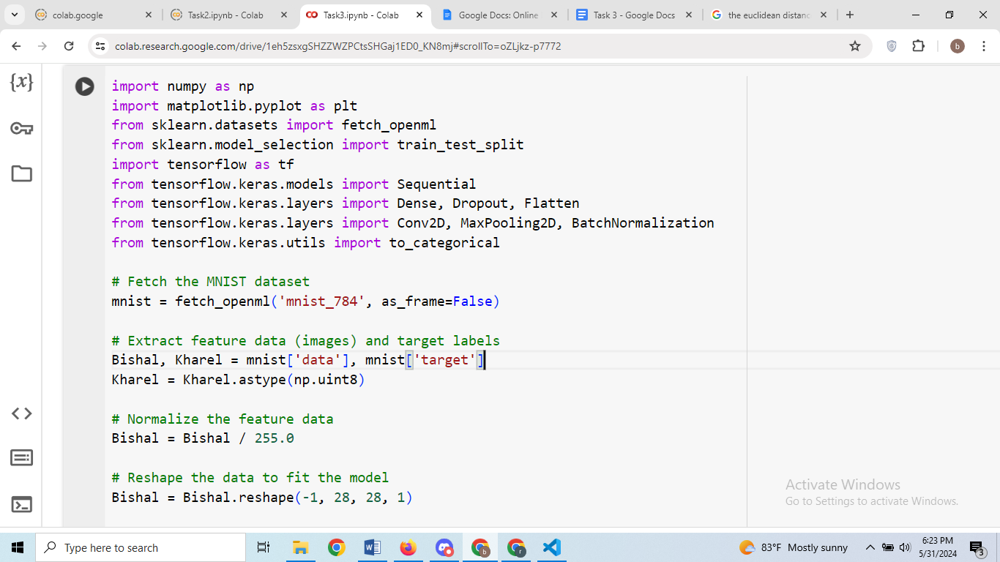 colab.google
Task2.ipynb - Colab
Task3.ipynb - Colab
Google Docs: Online
Task 3 - Google Docs
the euclidean distanc
colab.research.google.com/drive/1eh5zsxgSHZZWZPCtsSHGaj1ED0_KN8mj#scrollTo=oZLjkz-p7772
b
{x}
import numpy as np
import matplotlib.pyplot as plt
from sklearn.datasets import fetch_openml
from sklearn.model_selection import train_test_split
import tensorflow as tf
from tensorflow.keras.models import Sequential
from tensorflow.keras.layers import Dense, Dropout, Flatten
from tensorflow.keras.layers import Conv2D, MaxPooling2D, BatchNormalization
from tensorflow.keras.utils import to_categorical
# Fetch the MNIST dataset
mnist = fetch_openml('mnist_784', as_frame=False)
# Extract feature data (images) and target labels
Bishal, Kharel = mnist['data'], mnist['target']
Kharel = Kharel.astype(np.uint8)
# Normalize the feature data
Bishal = Bishal / 255.0
# Reshape the data to fit the model
Bishal = Bishal.reshape(-1, 28, 28, 1)
Activate Windows
Go to Settings to activate Windows.
Type here to search
b
r
83°F Mostly sunny
6:23 PM
5/31/2024
3